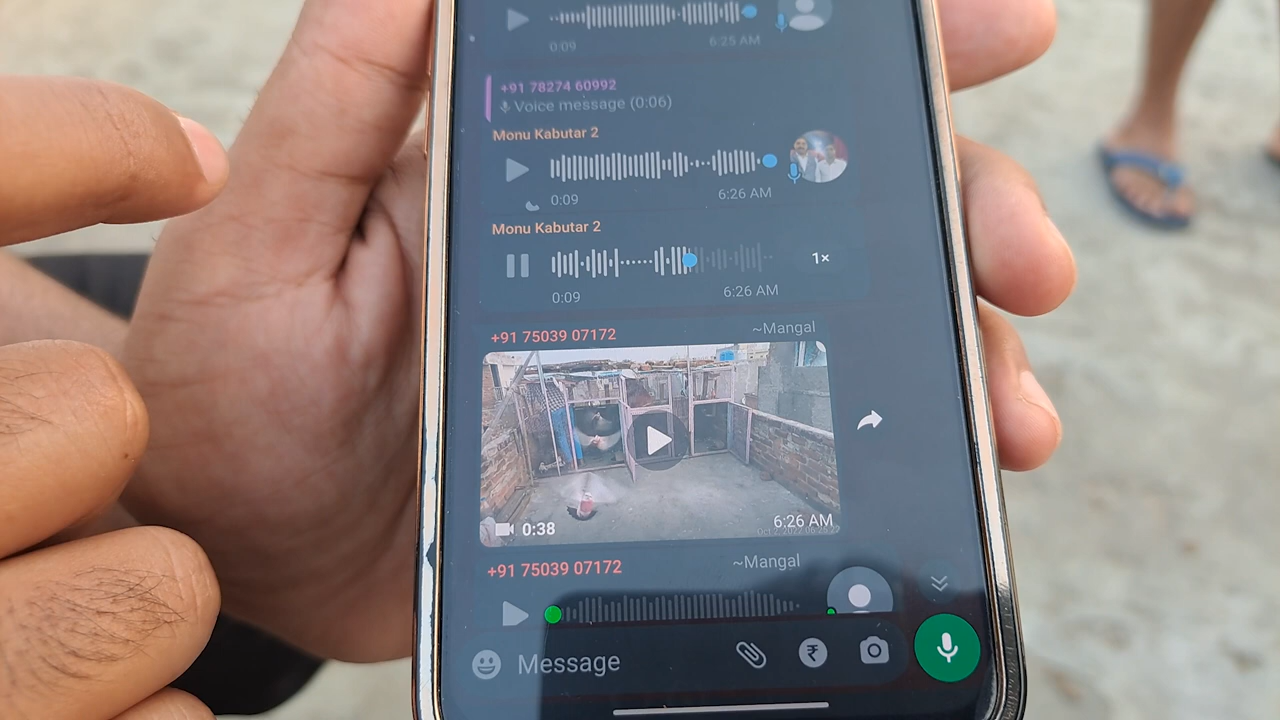 0:09 6:25 AM
+91 78274 60992
Voice message (0:06)
Monu Kabutar 2
0:09 6:26 AM
Monu Kabutar 2
1×
0:09 6:26 AM
+91 75039 07172 ~Mangal
0:38 6:26 AM
+91 75039 07172 ~Mangal
Message